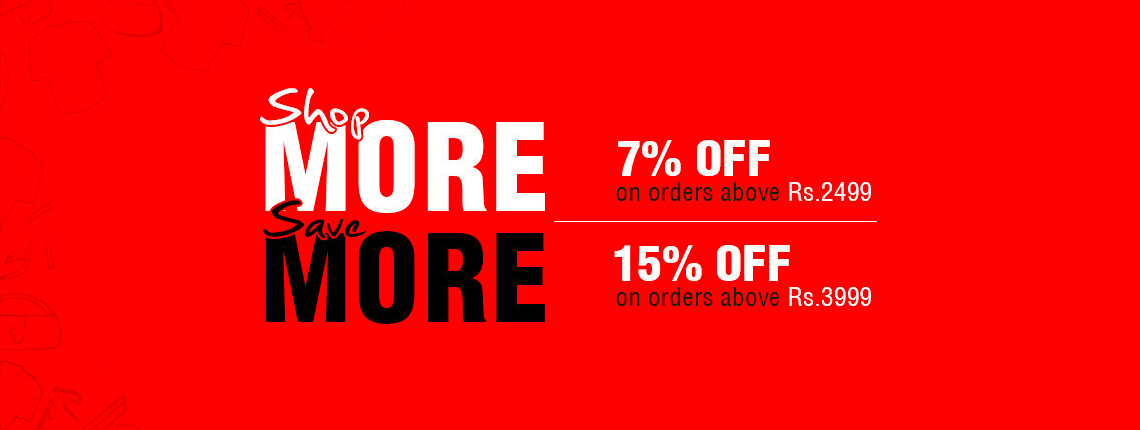 Shop
MORE
Save
MORE
7% OFF
on orders above Rs.2499
15% OFF
on orders above Rs.3999